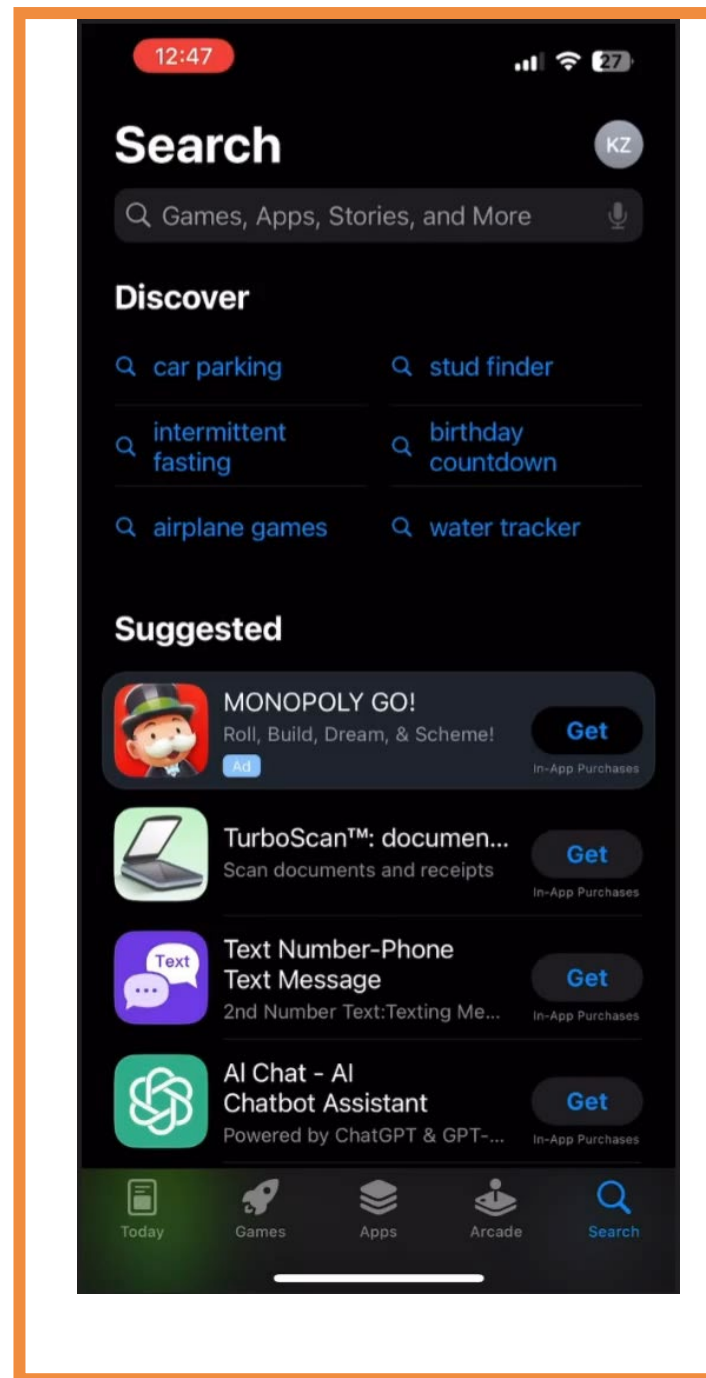 12:47
27
Search
KZ
Games, Apps, Stories, and More
Discover
car parking
stud finder
intermittent
fasting
birthday
countdown
airplane games
water tracker
Suggested
MONOPOLY GO!
Roll, Build, Dream, & Scheme!
Ad
Get
In-App Purchases
TurboScan™: documen...
Scan documents and receipts
Get
In-App Purchases
Text
Text Number-Phone
Text Message
2nd Number Text:Texting Me...
Get
In-App Purchases
AI Chat - AI
Chatbot Assistant
Powered by ChatGPT & GPT-...
Get
In-App Purchases
Today
Games
Apps
Arcade
Search